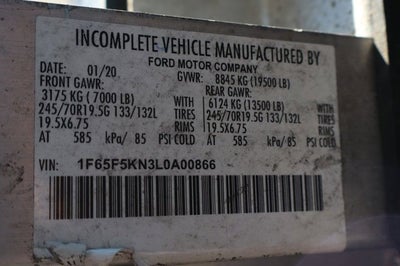 INCOMPLETE VEHICLE MANUFACTURED BY
FORD MOTOR COMPANY
DATE: 01/20 GVWR: 8845 KG (19500 LB)
FRONT GAWR: REAR GAWR:
3175 KG ( 7000 LB) WITH 6124 KG (13500 LB) WITH
245/70R19.5G 133/132L TIRES 245/70R19.5G 133/132L TIRES
19.5X6.75 RIMS 19.5X6.75 RIMS
AT 585 kPa/ 85 PSI COLD AT 585 kPa/ 85 PSI COLD
VIN: 1F65F5KN3L0A00866